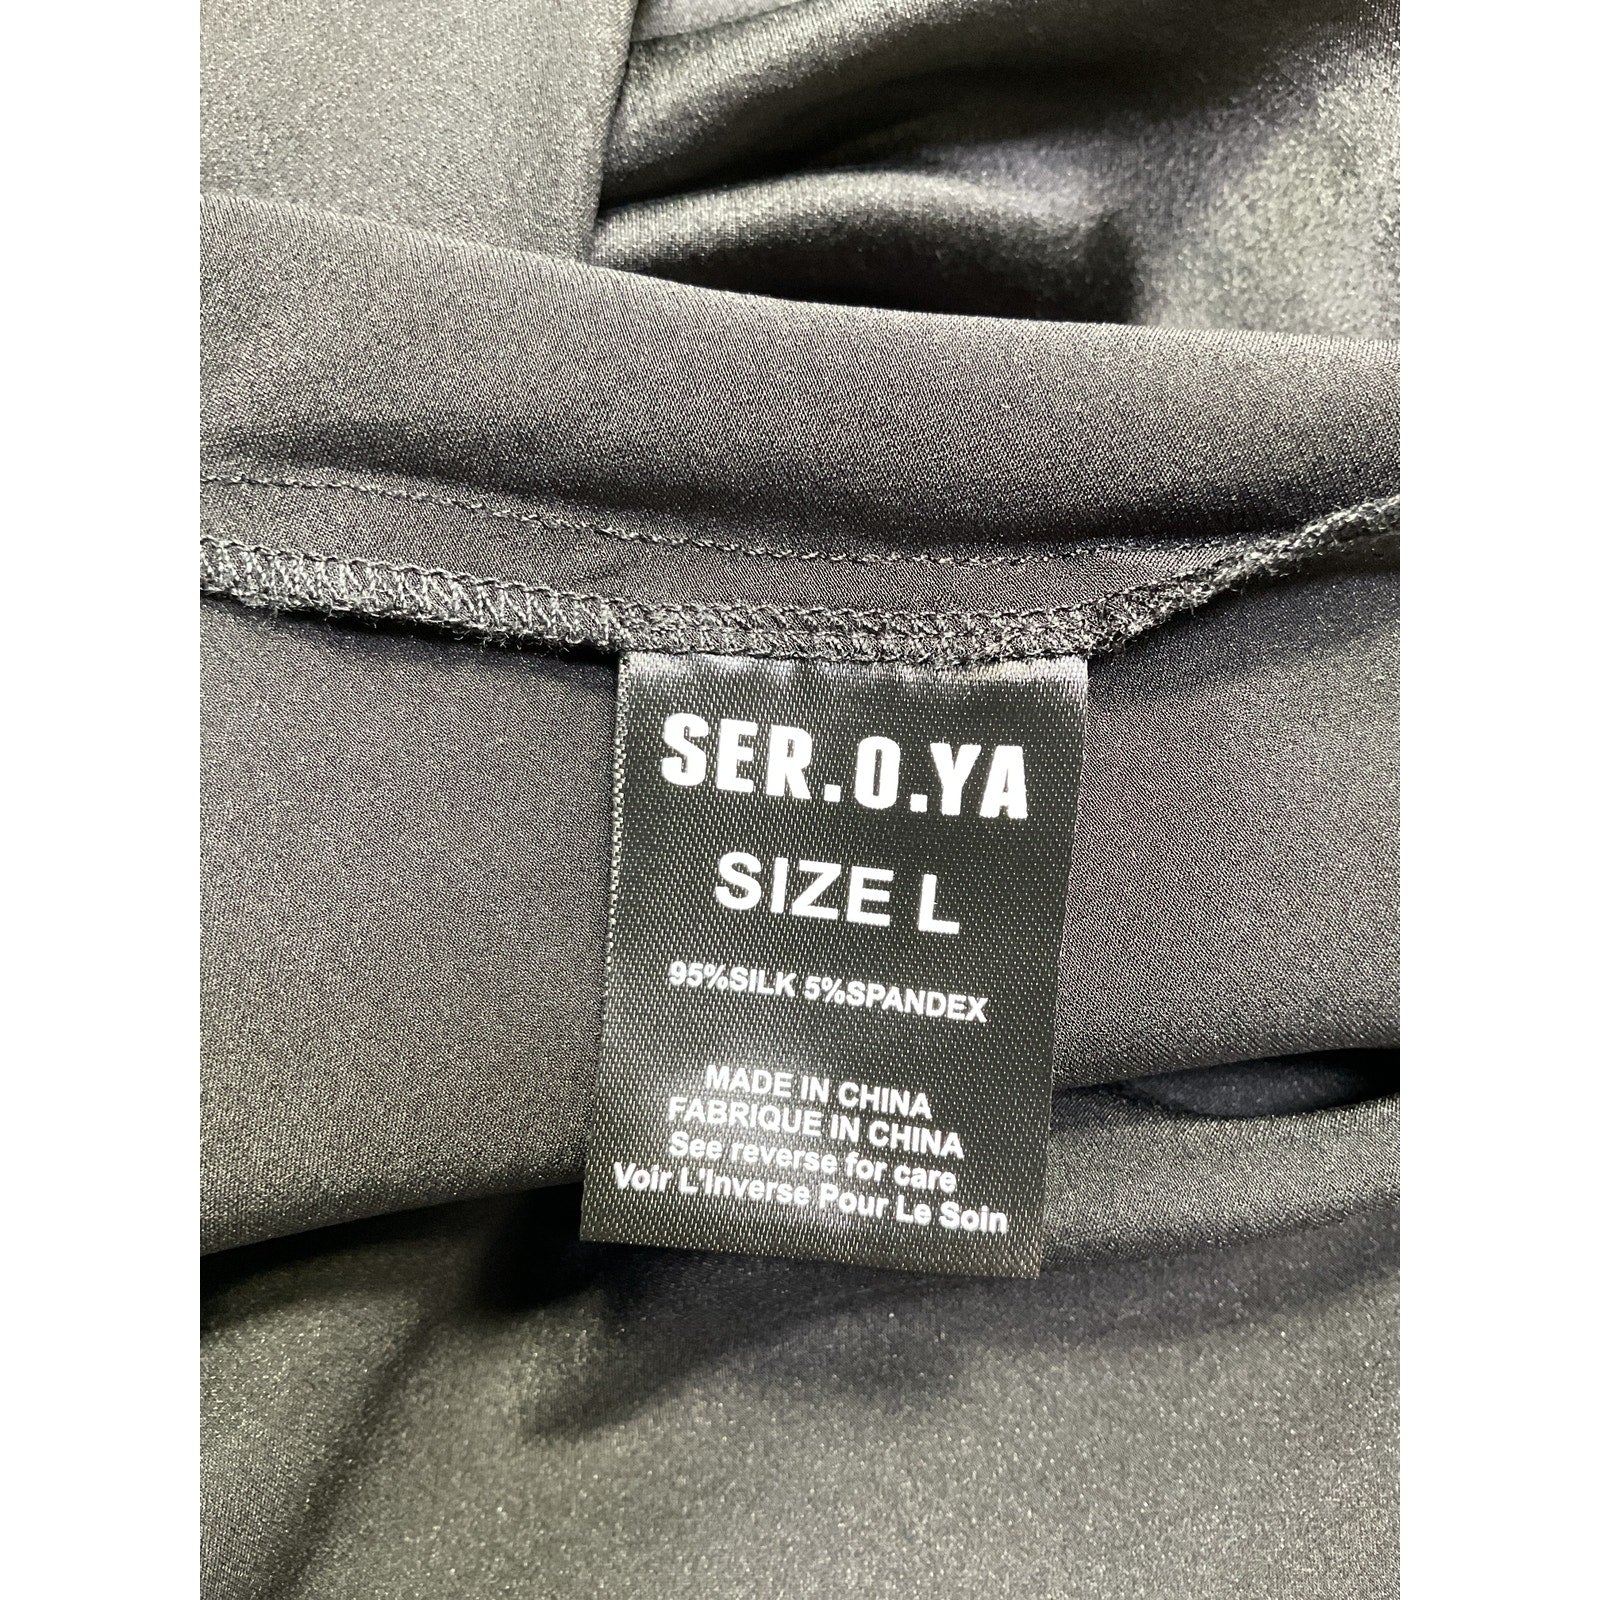 SER.O.YA
SIZE L
95%SILK 5%SPANDEX
MADE IN CHINA
FABRIQUE IN CHINA
See reverse for care
Voir L'Inverse Pour Le Soin